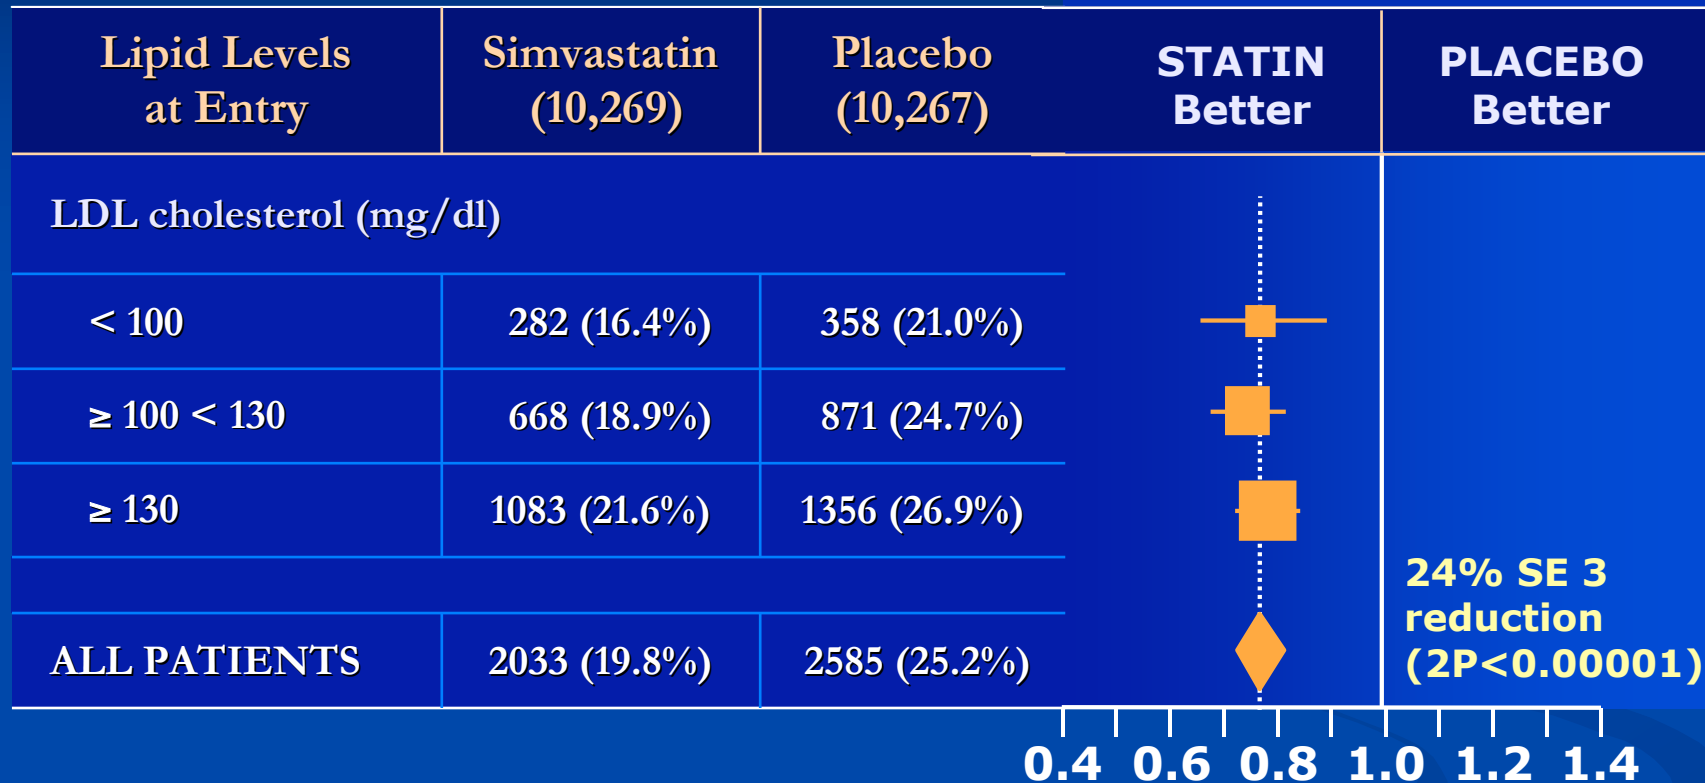 Lipid Levels
at Entry
Simvastatin
(10,269)
Placebo
(10,267)
STATIN
Better
PLACEBO
Better
LDL cholesterol (mg/dl)
< 100 282 (16.4%) 358 (21.0%)
≥ 100 < 130 668 (18.9%) 871 (24.7%)
≥ 130 1083 (21.6%) 1356 (26.9%)
ALL PATIENTS 2033 (19.8%) 2585 (25.2%)
24% SE 3
reduction
(2P<0.00001)
0.4 0.6 0.8 1.0 1.2 1.4